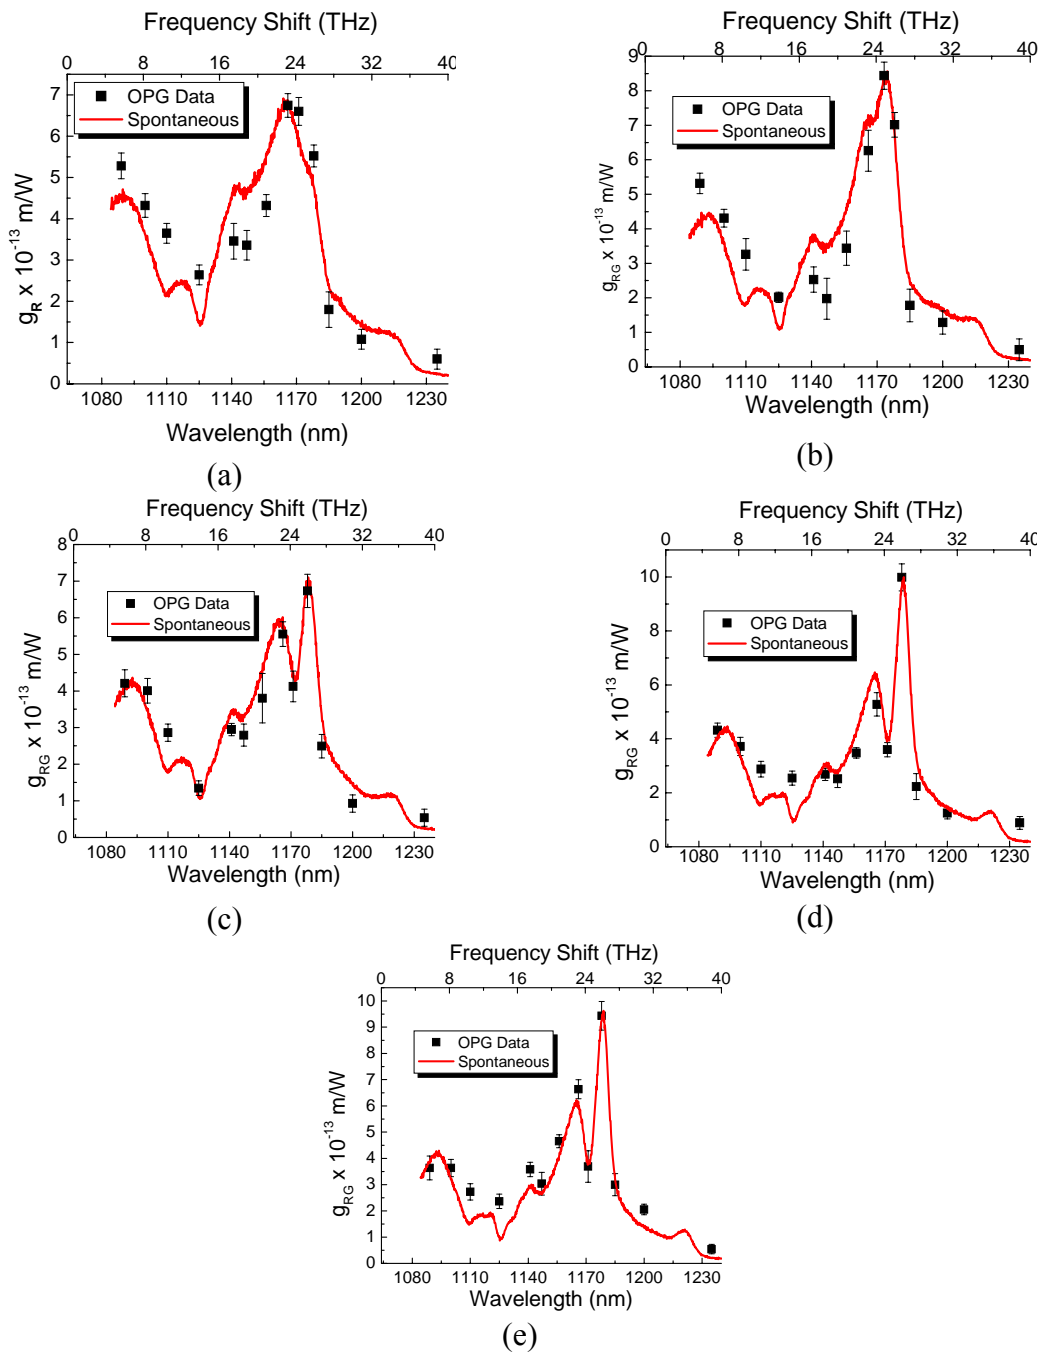 Frequency Shift (THz)
0 8 16 24 32 40
OPG Data
Spontaneous
7
6
5
4
3
2
1
0
g_R x 10^-13 m/W
1080 1110 1140 1170 1200 1230
Wavelength (nm)
(a)
Frequency Shift (THz)
0 8 16 24 32 40
OPG Data
Spontaneous
9
8
7
6
5
4
3
2
1
0
g_RG x 10^-13 m/W
1080 1110 1140 1170 1200 1230
Wavelength (nm)
(b)
Frequency Shift (THz)
0 8 16 24 32 40
OPG Data
Spontaneous
8
7
6
5
4
3
2
1
0
g_RG x 10^-13 m/W
1080 1110 1140 1170 1200 1230
Wavelength (nm)
(c)
Frequency Shift (THz)
0 8 16 24 32 40
OPG Data
Spontaneous
10
8
6
4
2
0
g_RG x 10^-13 m/W
1080 1110 1140 1170 1200 1230
Wavelength (nm)
(d)
Frequency Shift (THz)
0 8 16 24 32 40
OPG Data
Spontaneous
10
9
8
7
6
5
4
3
2
1
0
g_RG x 10^-13 m/W
1080 1110 1140 1170 1200 1230
Wavelength (nm)
(e)